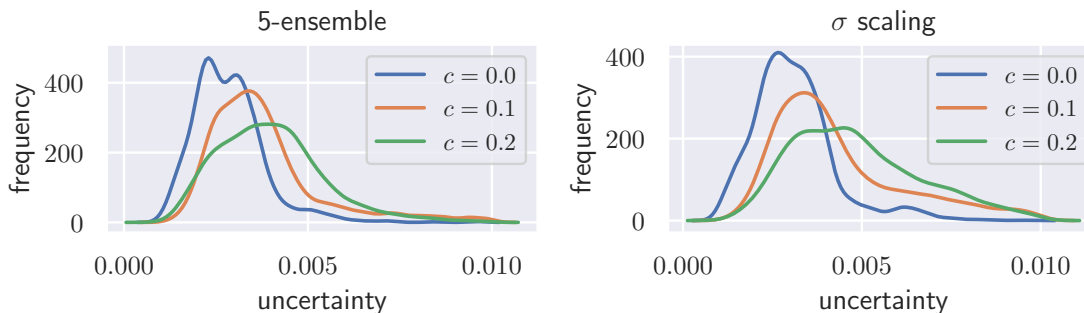 5-ensemble
frequency
400
200
0
c = 0.0
c = 0.1
c = 0.2
0.000
0.005
0.010
uncertainty
σ scaling
frequency
400
200
0
c = 0.0
c = 0.1
c = 0.2
0.000
0.005
0.010
uncertainty